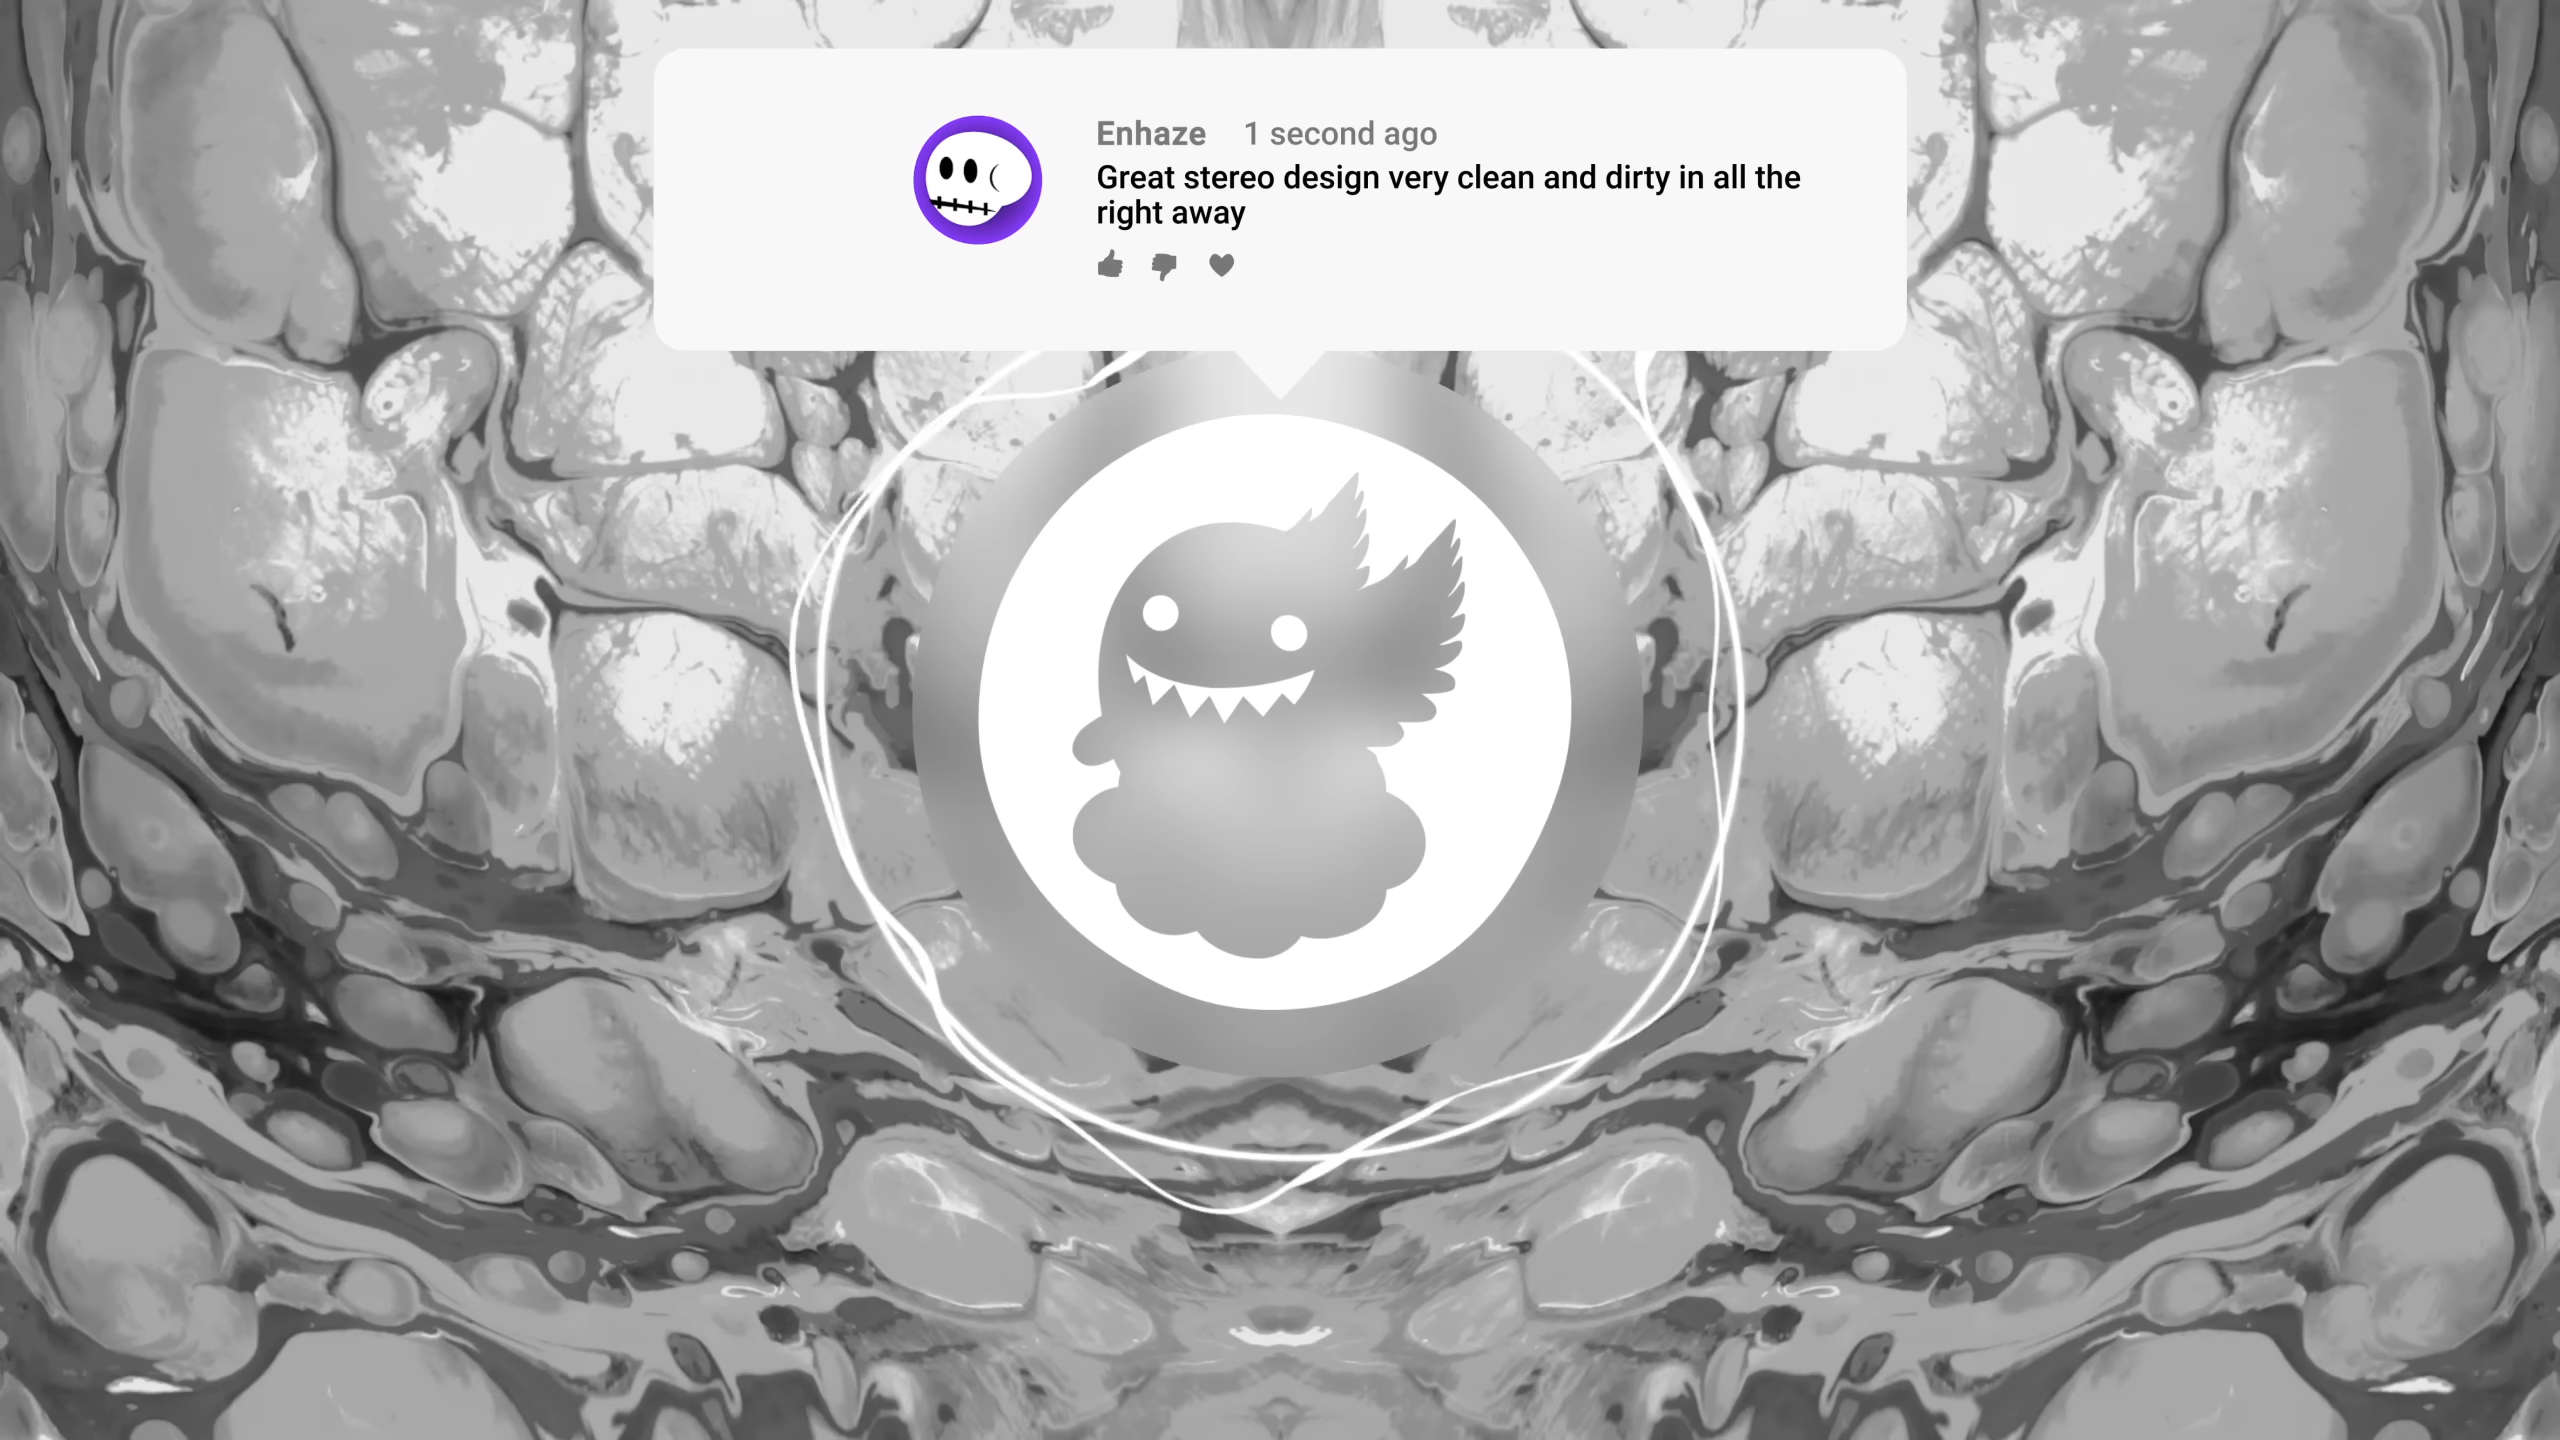 Enhaze 1 second ago
Great stereo design very clean and dirty in all the
right away